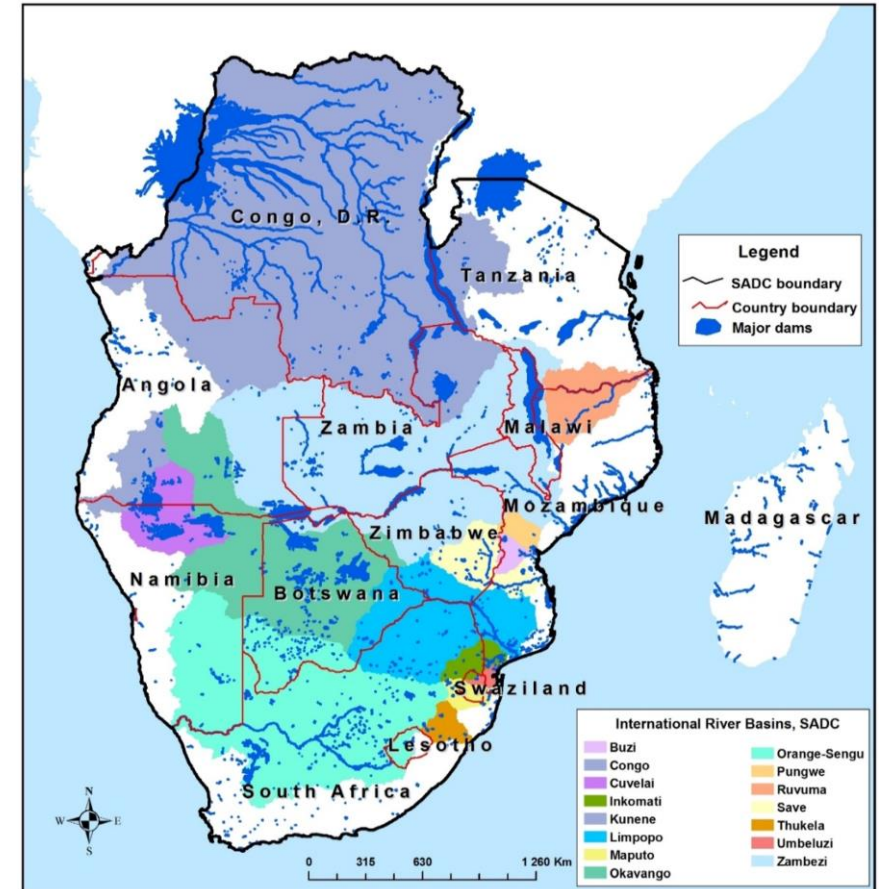 Congo, D.R.
Tanzania
Legend
SADC boundary
Country boundary
Major dams
Angola
Zambia
Malawi
Mozambique
Madagascar
Zimbabwe
Namibia
Botswana
Swaziland
Lesotho
South Africa
N
W E
S
0 315 630 1 260 Km
International River Basins, SADC
Buzi
Congo
Cuvelai
Inkomati
Kunene
Limpopo
Maputo
Okavango
Orange-Sengu
Pungwe
Ruvuma
Save
Thukela
Umbeluzi
Zambezi